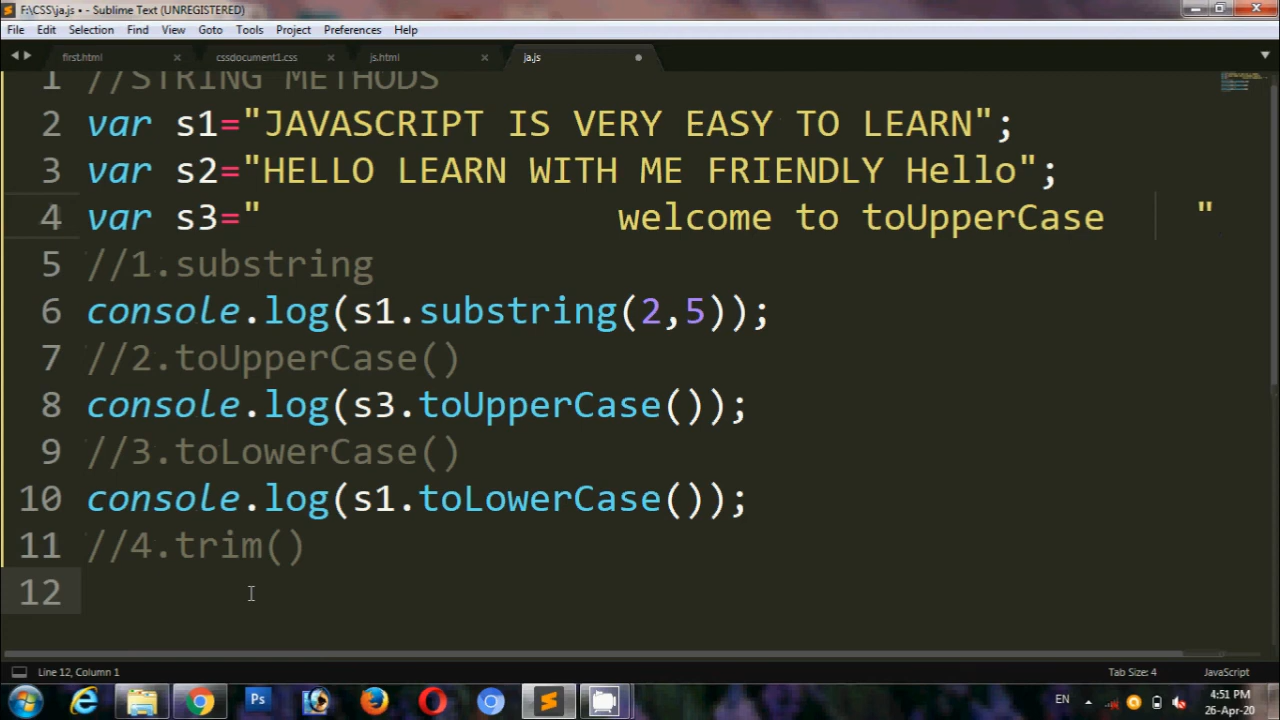 F:\CSS\ja.js • - Sublime Text (UNREGISTERED)
File Edit Selection Find View Goto Tools Project Preferences Help
first.html cssdocument1.css js.html ja.js
1 //STRING METHODS
2 var s1="JAVASCRIPT IS VERY EASY TO LEARN";
3 var s2="HELLO LEARN WITH ME FRIENDLY Hello";
4 var s3=" welcome to toUpperCase "
5 //1.substring
6 console.log(s1.substring(2,5));
7 //2.toUpperCase()
8 console.log(s3.toUpperCase());
9 //3.toLowerCase()
10 console.log(s1.toLowerCase());
11 //4.trim()
12
Line 12, Column 1 Tab Size: 4 JavaScript
Ps EN 4:51 PM
26-Apr-20